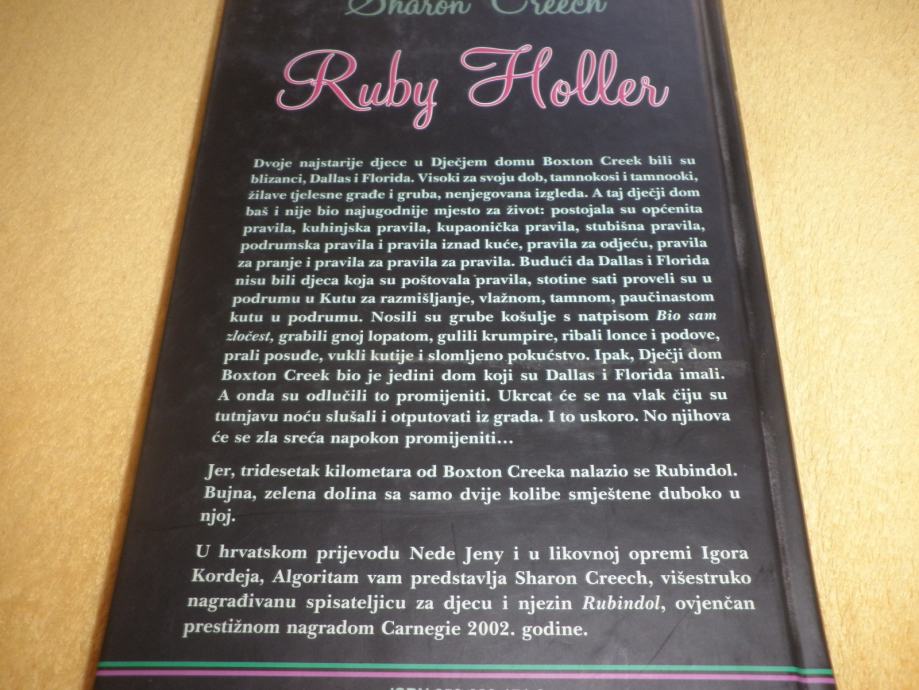 Sharon Creech
Ruby Holler
Dvoje najstarije djece u Dječjem domu Boxton Creek bili su
blizanci, Dallas i Florida. Visoki za svoju dob, tamnokosi i tamnooki,
žilave tjelesne građe i gruba, nenjegovana izgleda. A taj dječji dom
baš i nije bio najugodnije mjesto za život: postojala su općenita
pravila, kuhinjska pravila, kupaonička pravila, stubišna pravila,
podrumska pravila i pravila iznad kuće, pravila za odjeću, pravila
za pranje i pravila za pravila za pravila. Budući da Dallas i Florida
nisu bili djeca koja su poštovala pravila, stotine sati proveli su u
podrumu u Kutu za razmišljanje, vlažnom, tamnom, paučinastom
kutu u podrumu. Nosili su grube košulje s natpisom Bio sam
zločest, grabili gnoj lopatom, gulili krumpire, ribali lonce i podove,
prali posuđe, vukli kutije i slomljeno pokućstvo. Ipak, Dječji dom
Boxton Creek bio je jedini dom koji su Dallas i Florida imali.
A onda su odlučili to promijeniti. Ukrcat će se na vlak čiju su
tutnjavu noću slušali i otputovati iz grada. I to uskoro. No njihova
će se zla sreća napokon promijeniti...
Jer, tridesetak kilometara od Boxton Creeka nalazio se Rubindol.
Bujna, zelena dolina sa samo dvije kolibe smještene duboko u
njoj.
U hrvatskom prijevodu Nede Jeny i u likovnoj opremi Igora
Kordeja, Algoritam vam predstavlja Sharon Creech, višestruko
nagrađivanu spisateljicu za djecu i njezin Rubindol, ovjenčan
prestižnom nagradom Carnegie 2002. godine.